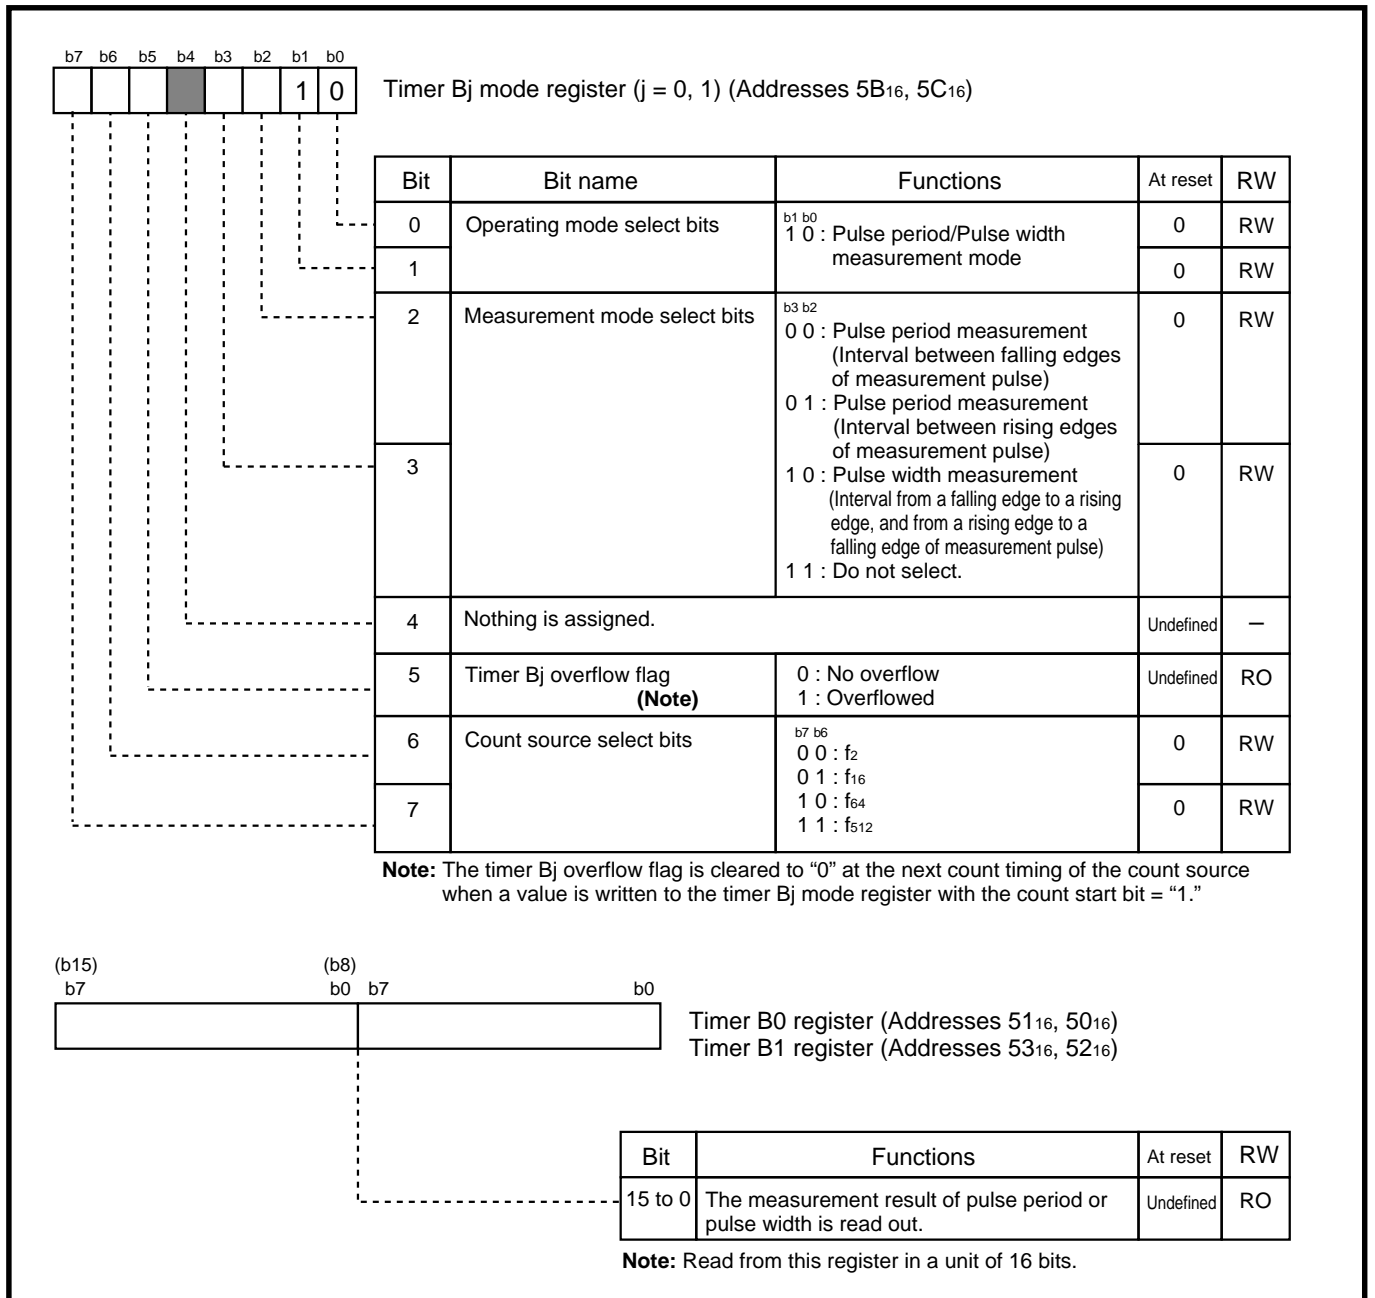 b7 b6 b5 b4 b3 b2 b1 b0
1 0
Timer Bj mode register (j = 0, 1) (Addresses 5B16, 5C16)
Bit Bit name Functions At reset RW
0 Operating mode select bits b1 b0 0 RW
1 0 : Pulse period/Pulse width
measurement mode
1 0 RW
2 Measurement mode select bits b3 b2 0 RW
0 0 : Pulse period measurement
(Interval between falling edges
of measurement pulse)
0 1 : Pulse period measurement
(Interval between rising edges
of measurement pulse)
3 1 0 : Pulse width measurement 0 RW
(Interval from a falling edge to a rising
edge, and from a rising edge to a
falling edge of measurement pulse)
1 1 : Do not select.
4 Nothing is assigned. Undefined –
5 Timer Bj overflow flag 0 : No overflow Undefined RO
(Note) 1 : Overflowed
6 Count source select bits b7 b6 0 RW
0 0 : f2
0 1 : f16
7 1 0 : f64 0 RW
1 1 : f512
Note: The timer Bj overflow flag is cleared to “0” at the next count timing of the count source
when a value is written to the timer Bj mode register with the count start bit = “1.”
(b15) (b8)
b7 b0 b7 b0
Timer B0 register (Addresses 5116, 5016)
Timer B1 register (Addresses 5316, 5216)
Bit Functions At reset RW
15 to 0 The measurement result of pulse period or Undefined RO
pulse width is read out.
Note: Read from this register in a unit of 16 bits.